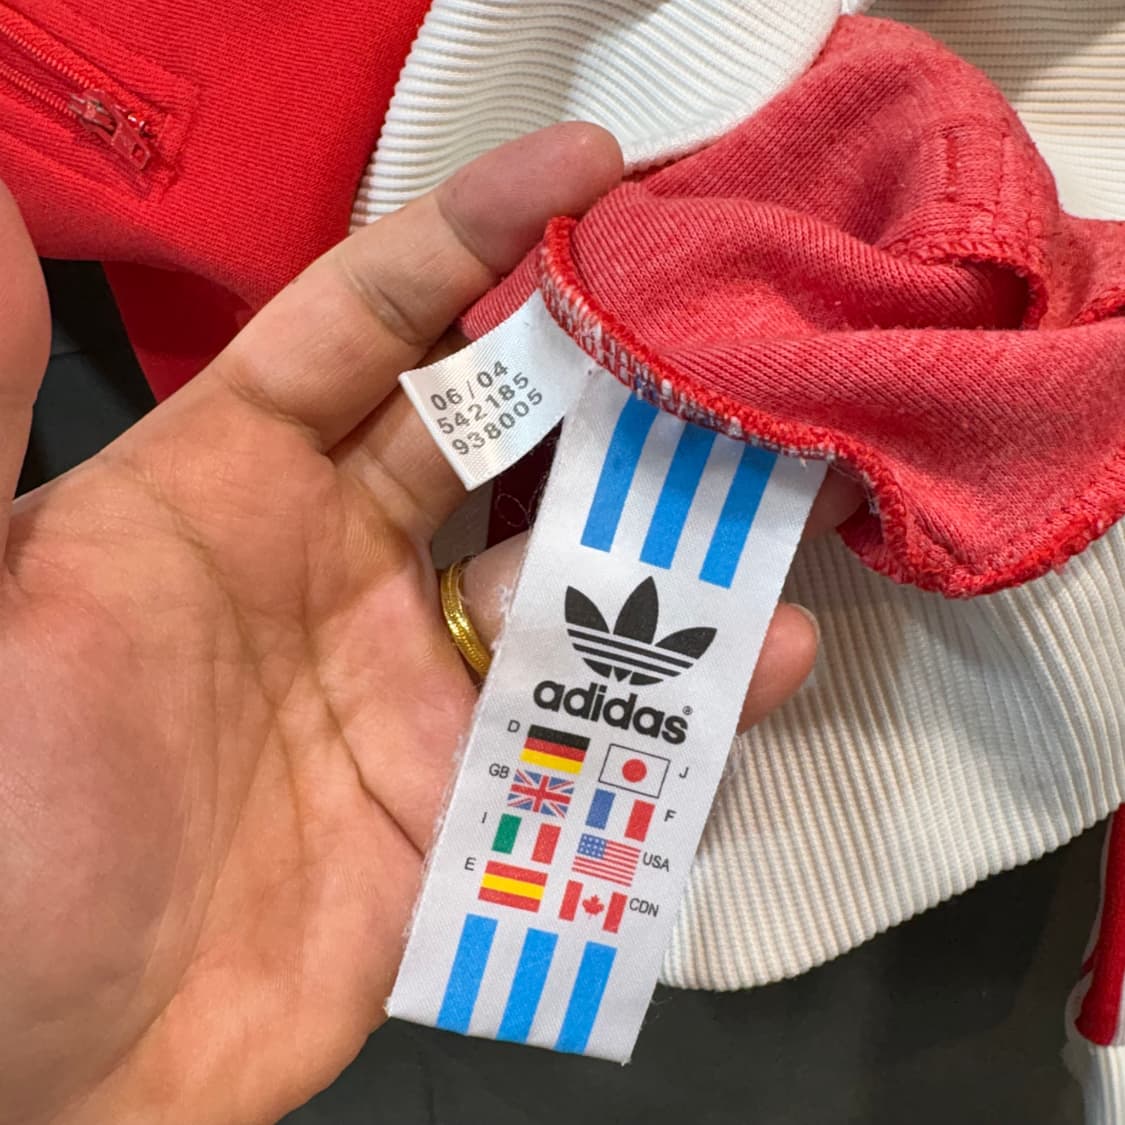 06/04
542185
938005
adidas®
D
J
GB
F
I
USA
E
CDN